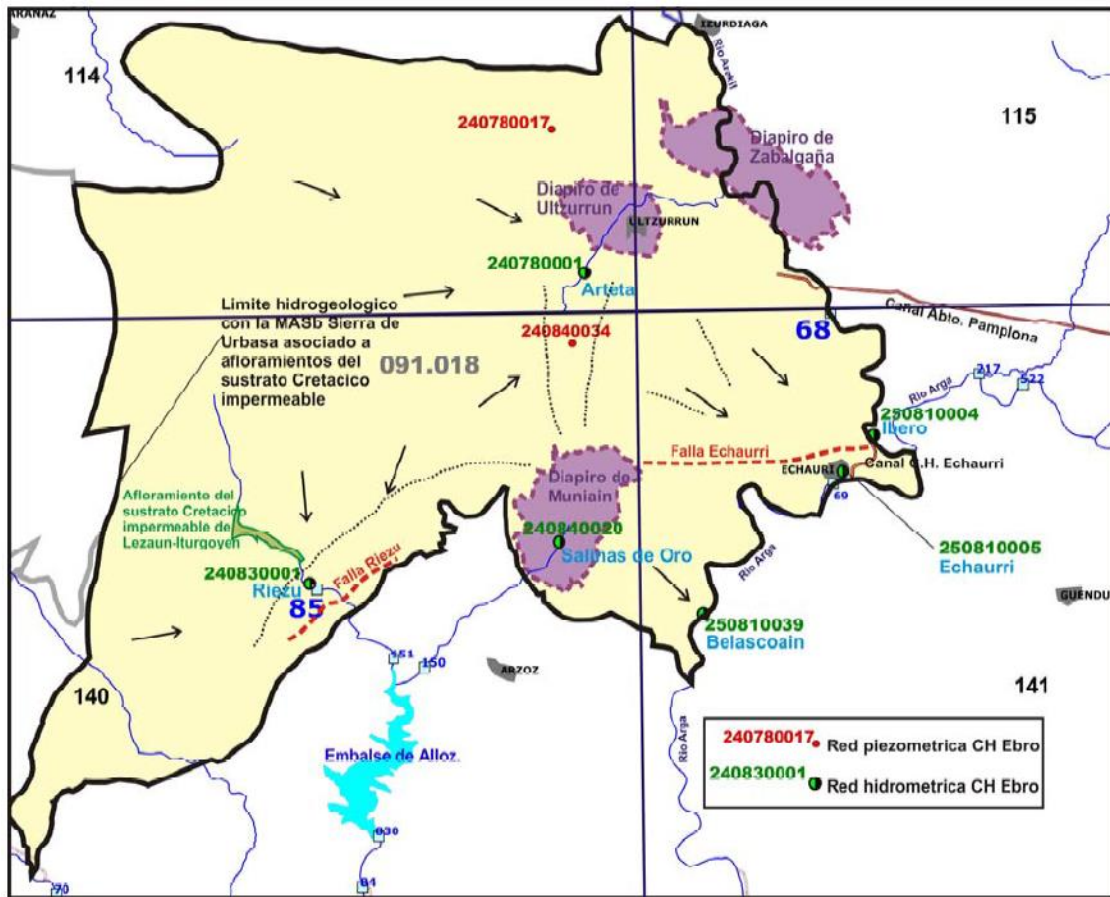 ARANAZ
IZURDIAGA
Rio Arakil
114
115
240780017
Diapiro de
Zabalgaña
Diapiro de
Ultzurrun
ULTZURRUN
240780001
Arteta
Limite hidrogeologico
con la MASb Sierra de
Urbasa asociado a
afloramientos del
sustrato Cretacico
impermeable
091.018
240840034
68
Canal Abto. Pamplona
217
522
Rio Arga
250810004
Ibero
Falla Echaurri
ECHAURI
Canal C.H. Echaurri
69
Diapiro de
Muniain
Afloramiento del
sustrato Cretacico
impermeable de
Lezaun-Iturgoyen
240840020
Salinas de Oro
250810005
Echaurri
240830001
Riezu
Falla Riezu
85
Rio Arga
GUENDU
250810039
Belascoain
151
150
ARZOZ
140
141
Rio Arga
Embalse de Alloz.
240780017
Red piezometrica CH Ebro
240830001
Red hidrometrica CH Ebro
830
70
84